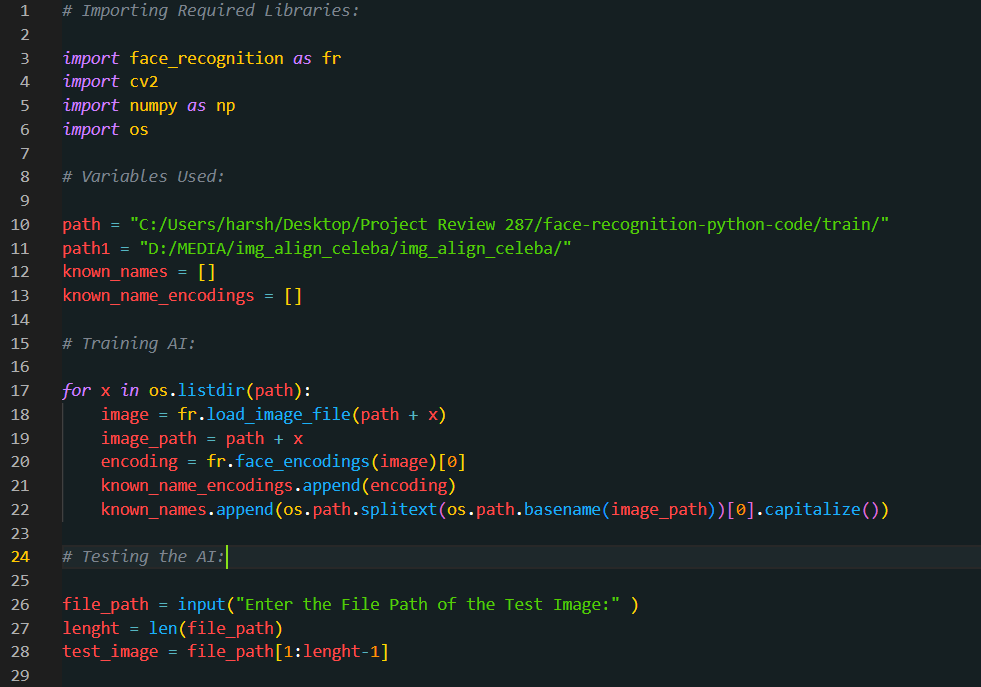 1 # Importing Required Libraries:
2
3 import face_recognition as fr
4 import cv2
5 import numpy as np
6 import os
7
8 # Variables Used:
9
10 path = "C:/Users/harsh/Desktop/Project Review 287/face-recognition-python-code/train/"
11 path1 = "D:/MEDIA/img_align_celeba/img_align_celeba/"
12 known_names = []
13 known_name_encodings = []
14
15 # Training AI:
16
17 for x in os.listdir(path):
18     image = fr.load_image_file(path + x)
19     image_path = path + x
20     encoding = fr.face_encodings(image)[0]
21     known_name_encodings.append(encoding)
22     known_names.append(os.path.splitext(os.path.basename(image_path))[0].capitalize())
23
24 # Testing the AI:
25
26 file_path = input("Enter the File Path of the Test Image:" )
27 lenght = len(file_path)
28 test_image = file_path[1:lenght-1]
29